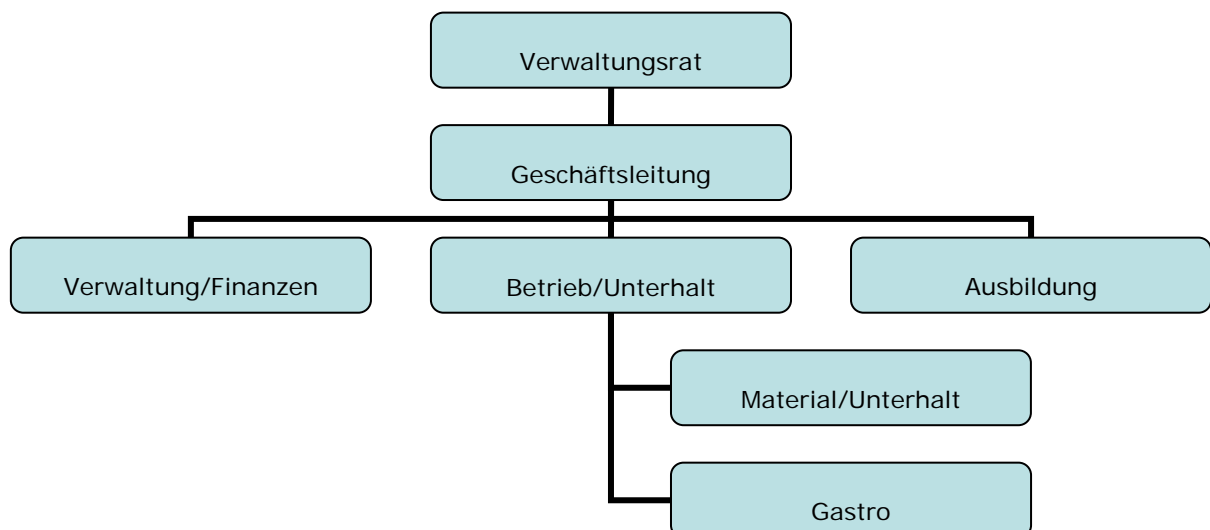 Verwaltungsrat
Geschäftsleitung
Verwaltung/Finanzen
Betrieb/Unterhalt
Ausbildung
Material/Unterhalt
Gastro